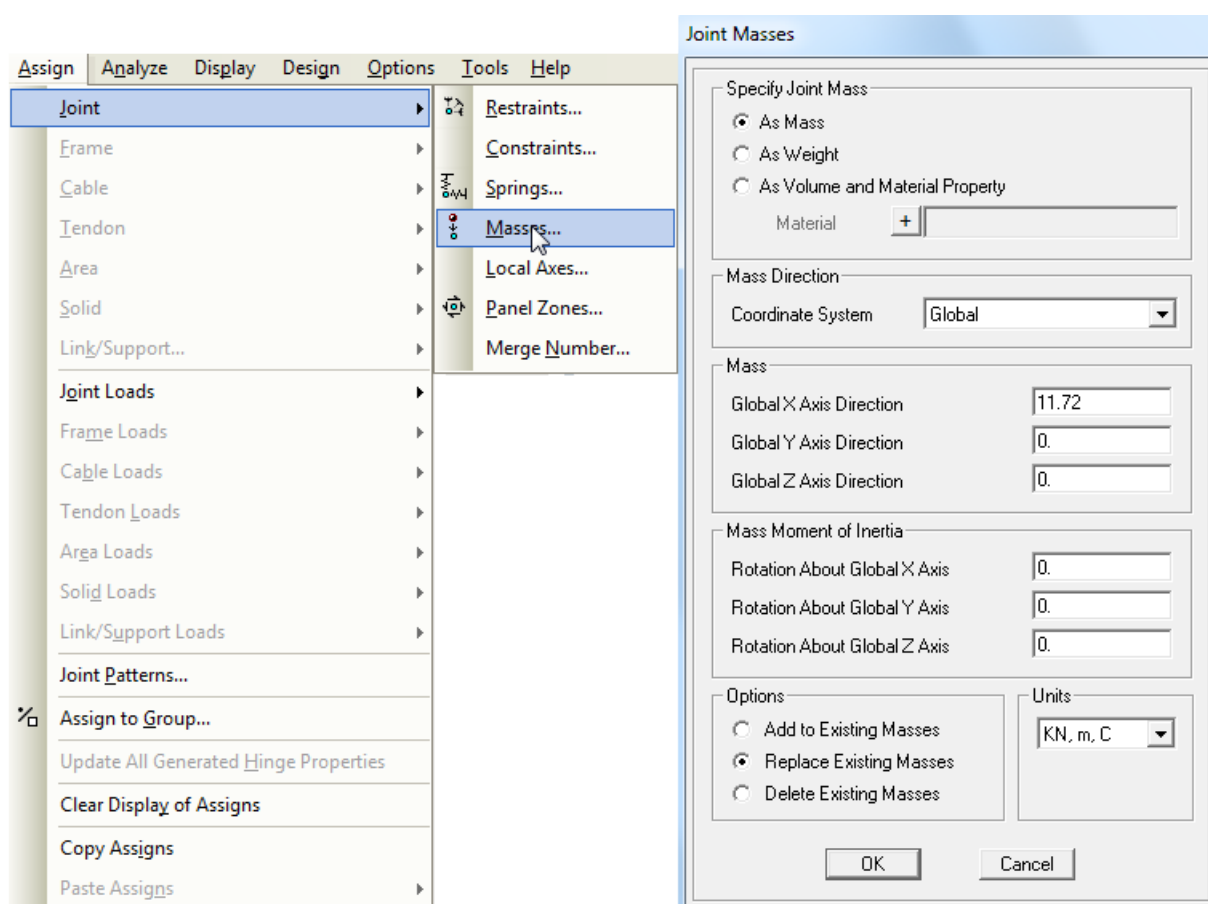 Assign Analyze Display Design Options Tools Help
Joint
Frame
Cable
Tendon
Area
Solid
Link/Support...
Joint Loads
Frame Loads
Cable Loads
Tendon Loads
Area Loads
Solid Loads
Link/Support Loads
Joint Patterns...
Assign to Group...
Update All Generated Hinge Properties
Clear Display of Assigns
Copy Assigns
Paste Assigns
Restraints...
Constraints...
Springs...
Masses...
Local Axes...
Panel Zones...
Merge Number...
Joint Masses
Specify Joint Mass
As Mass
As Weight
As Volume and Material Property
Material +
Mass Direction
Coordinate System Global
Mass
Global X Axis Direction 11.72
Global Y Axis Direction 0.
Global Z Axis Direction 0.
Mass Moment of Inertia
Rotation About Global X Axis 0.
Rotation About Global Y Axis 0.
Rotation About Global Z Axis 0.
Options
Add to Existing Masses
Replace Existing Masses
Delete Existing Masses
Units
KN, m, C
OK Cancel